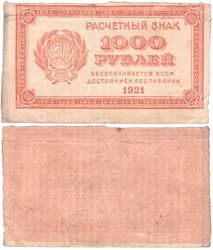 РАСЧЕТНЫЙ ЗНАК
1000
РУБЛЕЙ
ОБЕСПЕЧИВАЕТСЯ ВСЕМ
ДОСТОЯНИЕМ РЕСПУБЛИКИ
1921